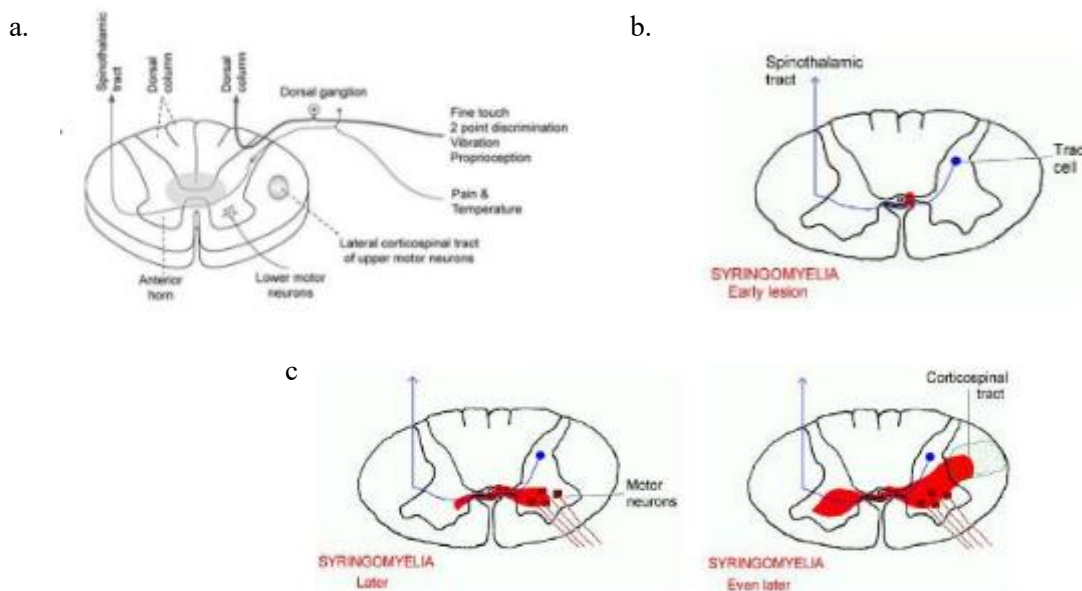 a.
Spinothalamic
tract
Dorsal
column
Dorsal
column
Dorsal ganglion
Fine touch
2 point discrimination
Vibration
Proprioception
Pain &
Temperature
Lateral corticospinal tract
of upper motor neurons
Lower motor
neurons
Anterior
horn
b.
Spinothalamic
tract
Trac
cell
SYRINGOMYELIA
Early lesion
c
Motor
neurons
SYRINGOMYELIA
Later
Corticospinal
tract
SYRINGOMYELIA
Even later